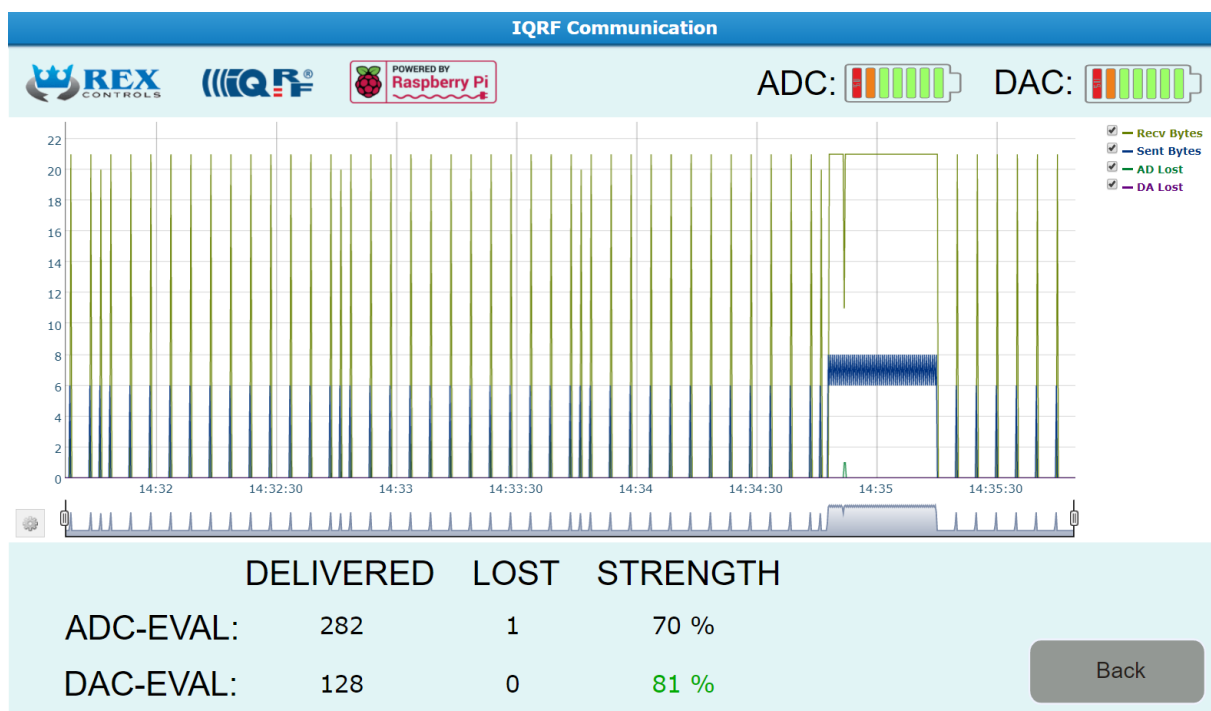 IQRF Communication
REX
CONTROLS
IQRF®
POWERED BY
Raspberry Pi
ADC:
DAC:
22
20
18
16
14
12
10
8
6
4
2
0
14:32
14:32:30
14:33
14:33:30
14:34
14:34:30
14:35
14:35:30
Recv Bytes
Sent Bytes
AD Lost
DA Lost
DELIVERED LOST STRENGTH
ADC-EVAL: 282 1 70 %
DAC-EVAL: 128 0 81 %
Back